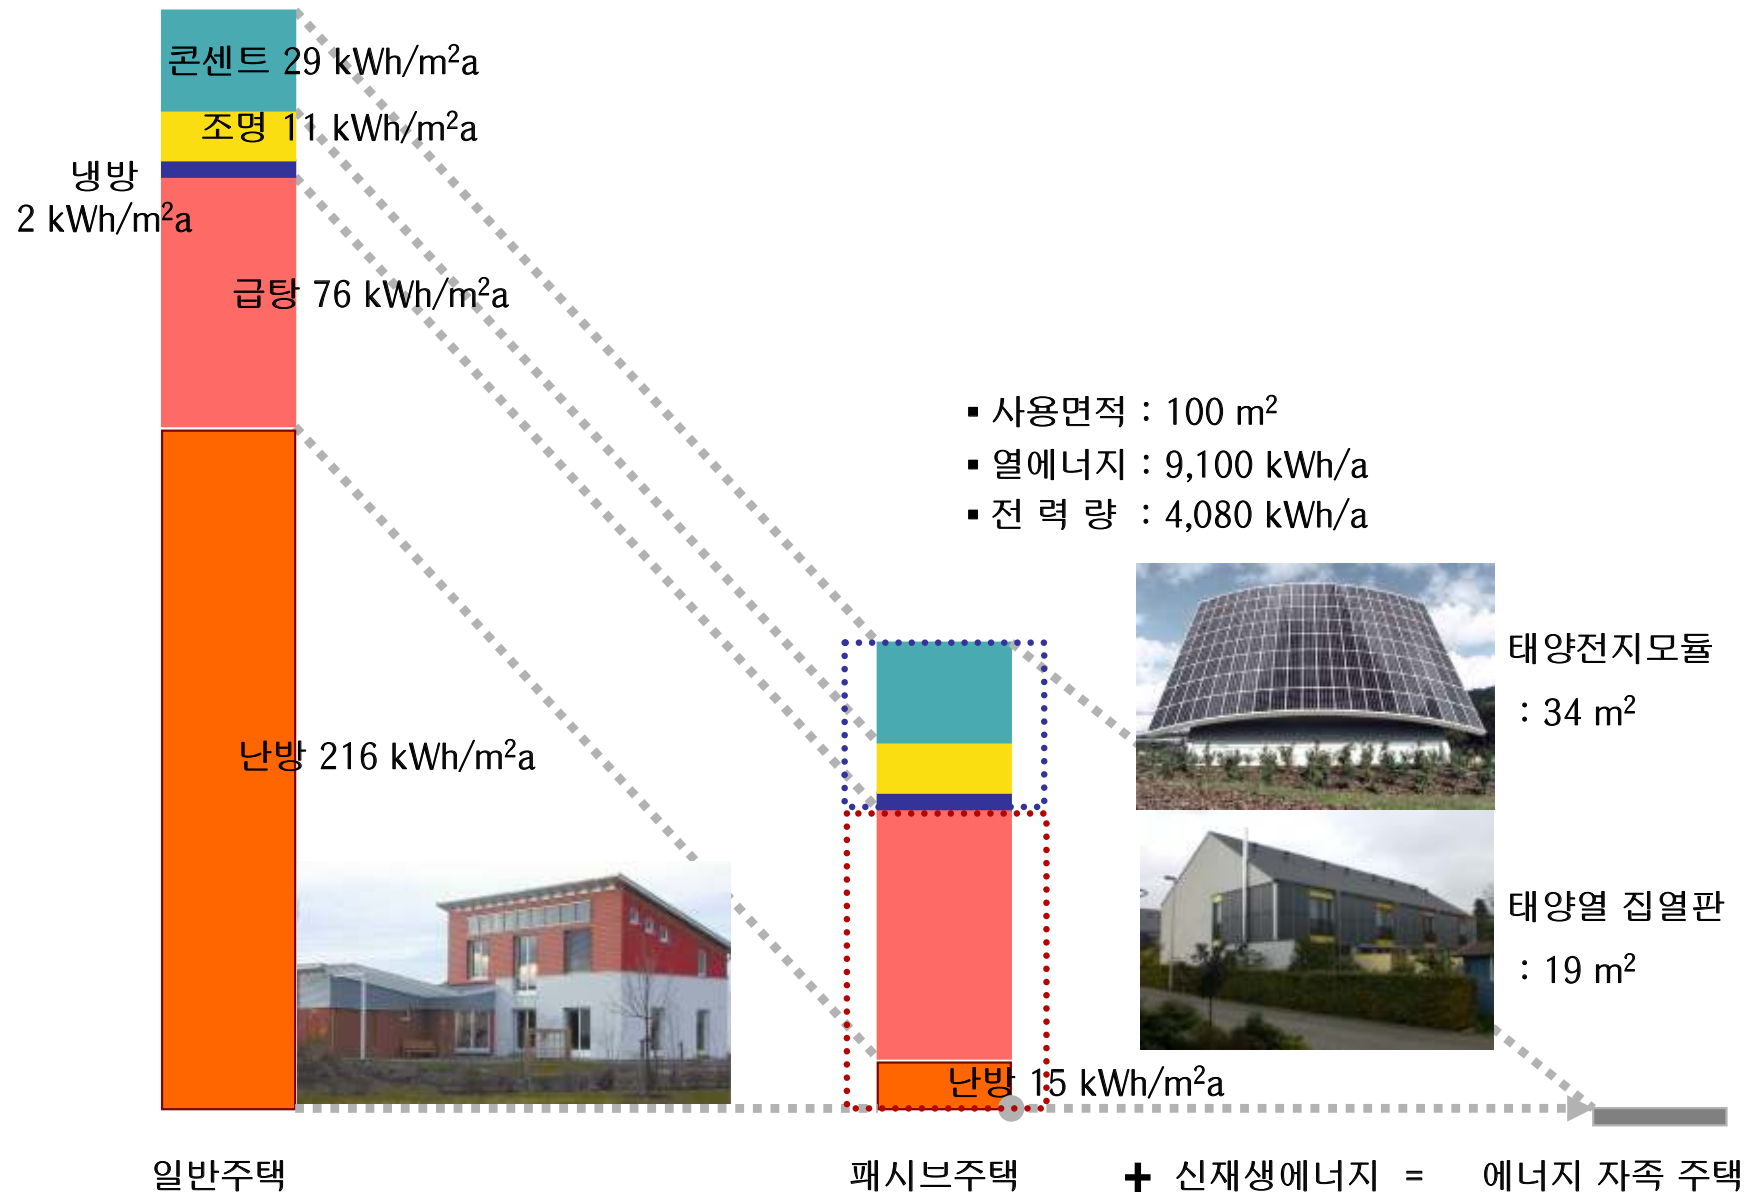 콘센트 29 kWh/m²a
조명 11 kWh/m²a
냉방
2 kWh/m²a
급탕 76 kWh/m²a
난방 216 kWh/m²a
▪ 사용면적 : 100 m²
▪ 열에너지 : 9,100 kWh/a
▪ 전 력 량 : 4,080 kWh/a
태양전지모듈
: 34 m²
태양열 집열판
: 19 m²
난방 15 kWh/m²a
일반주택
패시브주택 + 신재생에너지 = 에너지 자족 주택